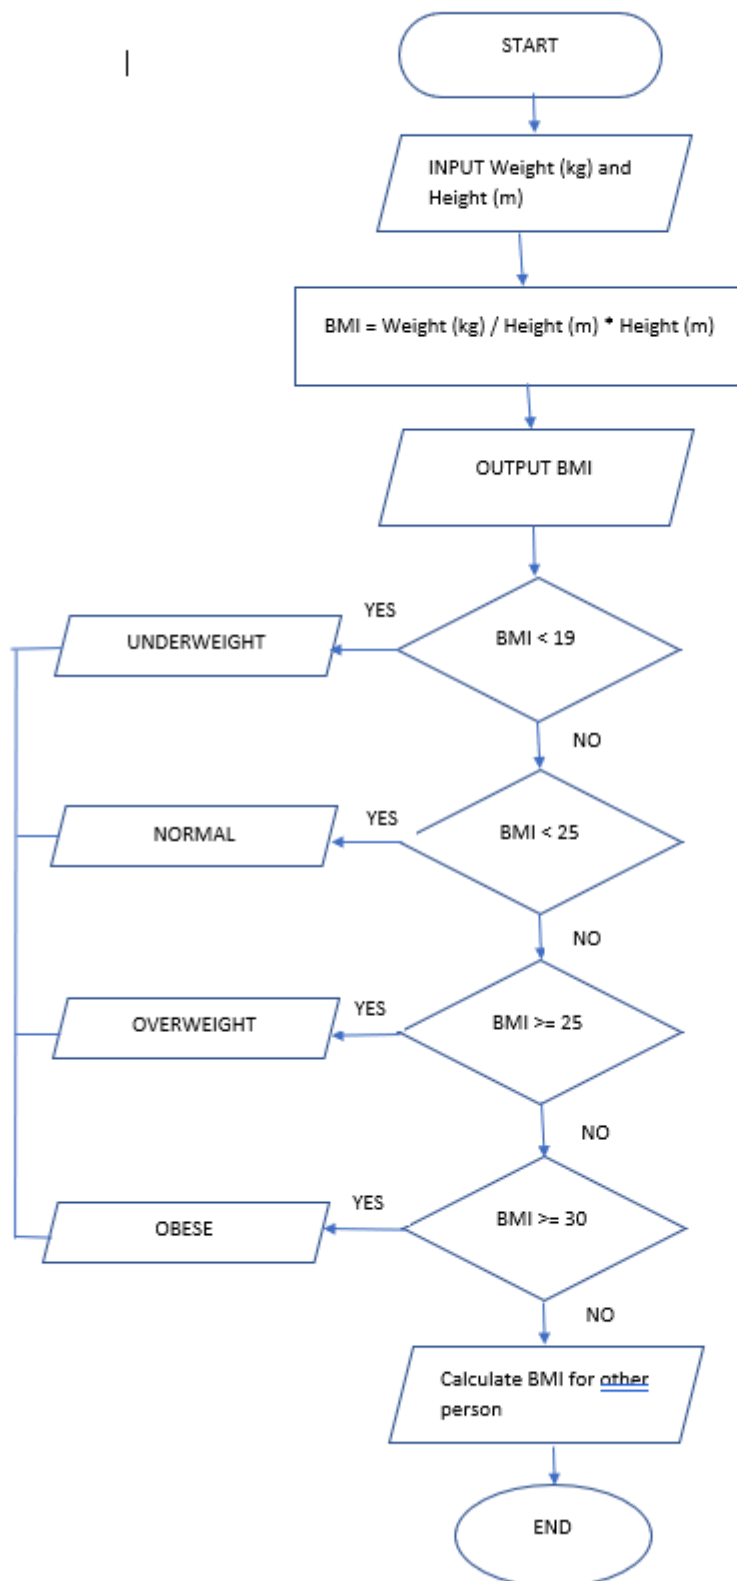 START
INPUT Weight (kg) and
Height (m)
BMI = Weight (kg) / Height (m) * Height (m)
OUTPUT BMI
YES
UNDERWEIGHT
BMI < 19
NO
YES
NORMAL
BMI < 25
NO
YES
OVERWEIGHT
BMI >= 25
NO
YES
OBESE
BMI >= 30
NO
Calculate BMI for other
person
END